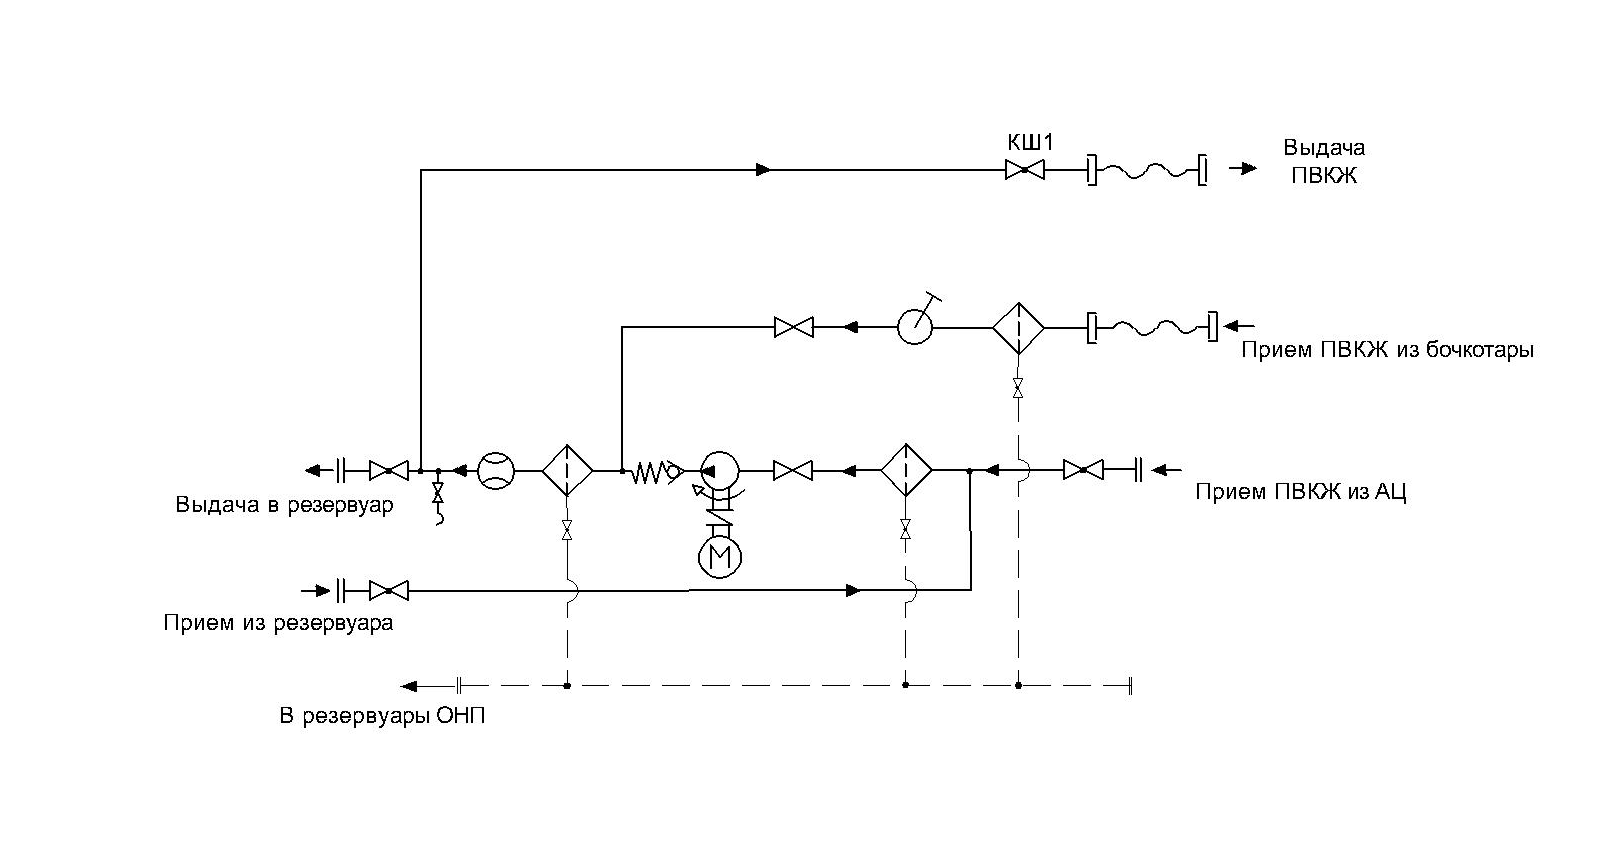 КШ1
Выдача
ПВКЖ
Прием ПВКЖ из бочкотары
Прием ПВКЖ из АЦ
Выдача в резервуар
М
Прием из резервуара
В резервуары ОНП